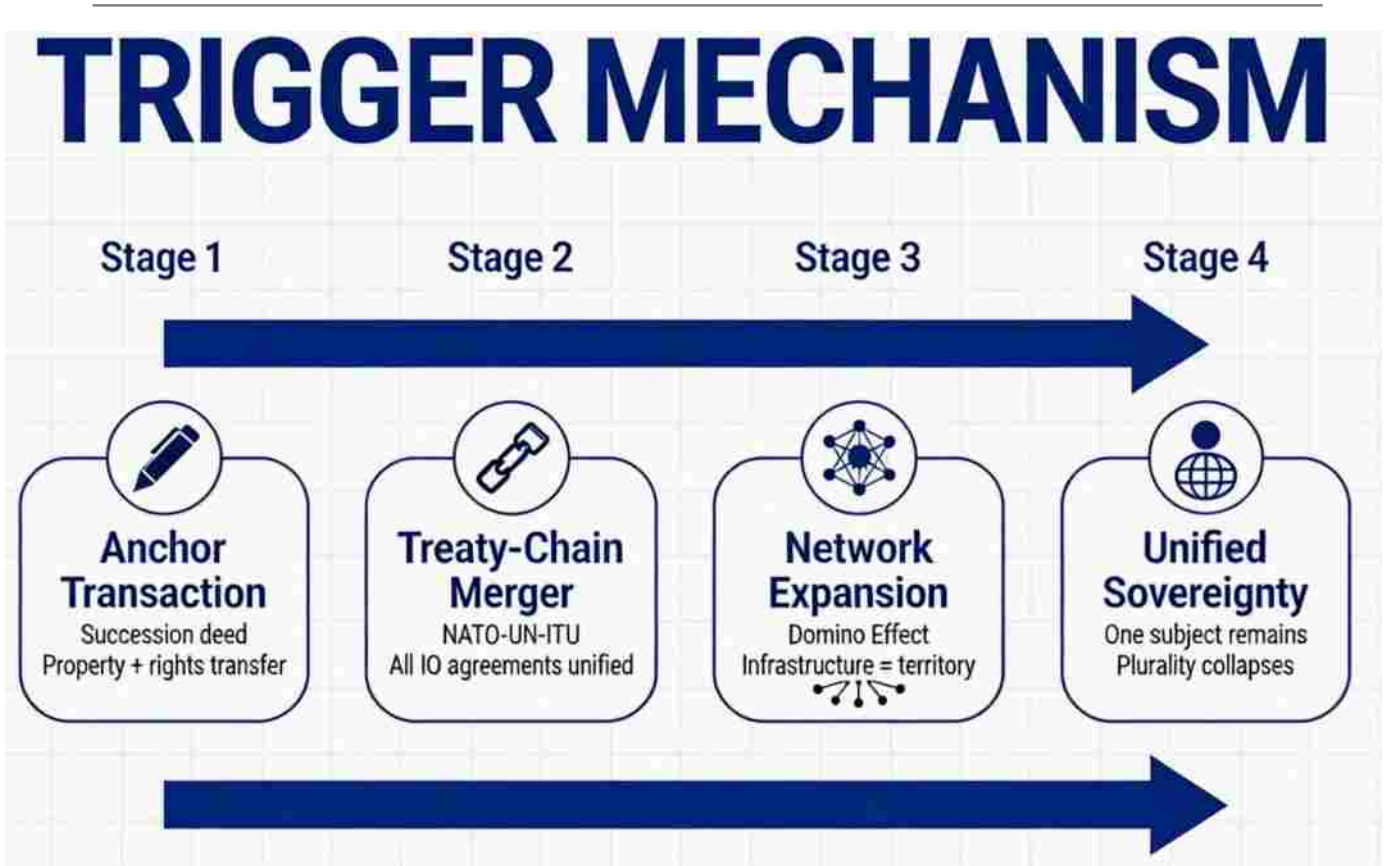 TRIGGER MECHANISM
Stage 1
Stage 2
Stage 3
Stage 4
Anchor
Transaction
Succession deed
Property + rights transfer
Treaty-Chain
Merger
NATO-UN-ITU
All IO agreements unified
Network
Expansion
Domino Effect
Infrastructure = territory
Unified
Sovereignty
One subject remains
Plurality collapses